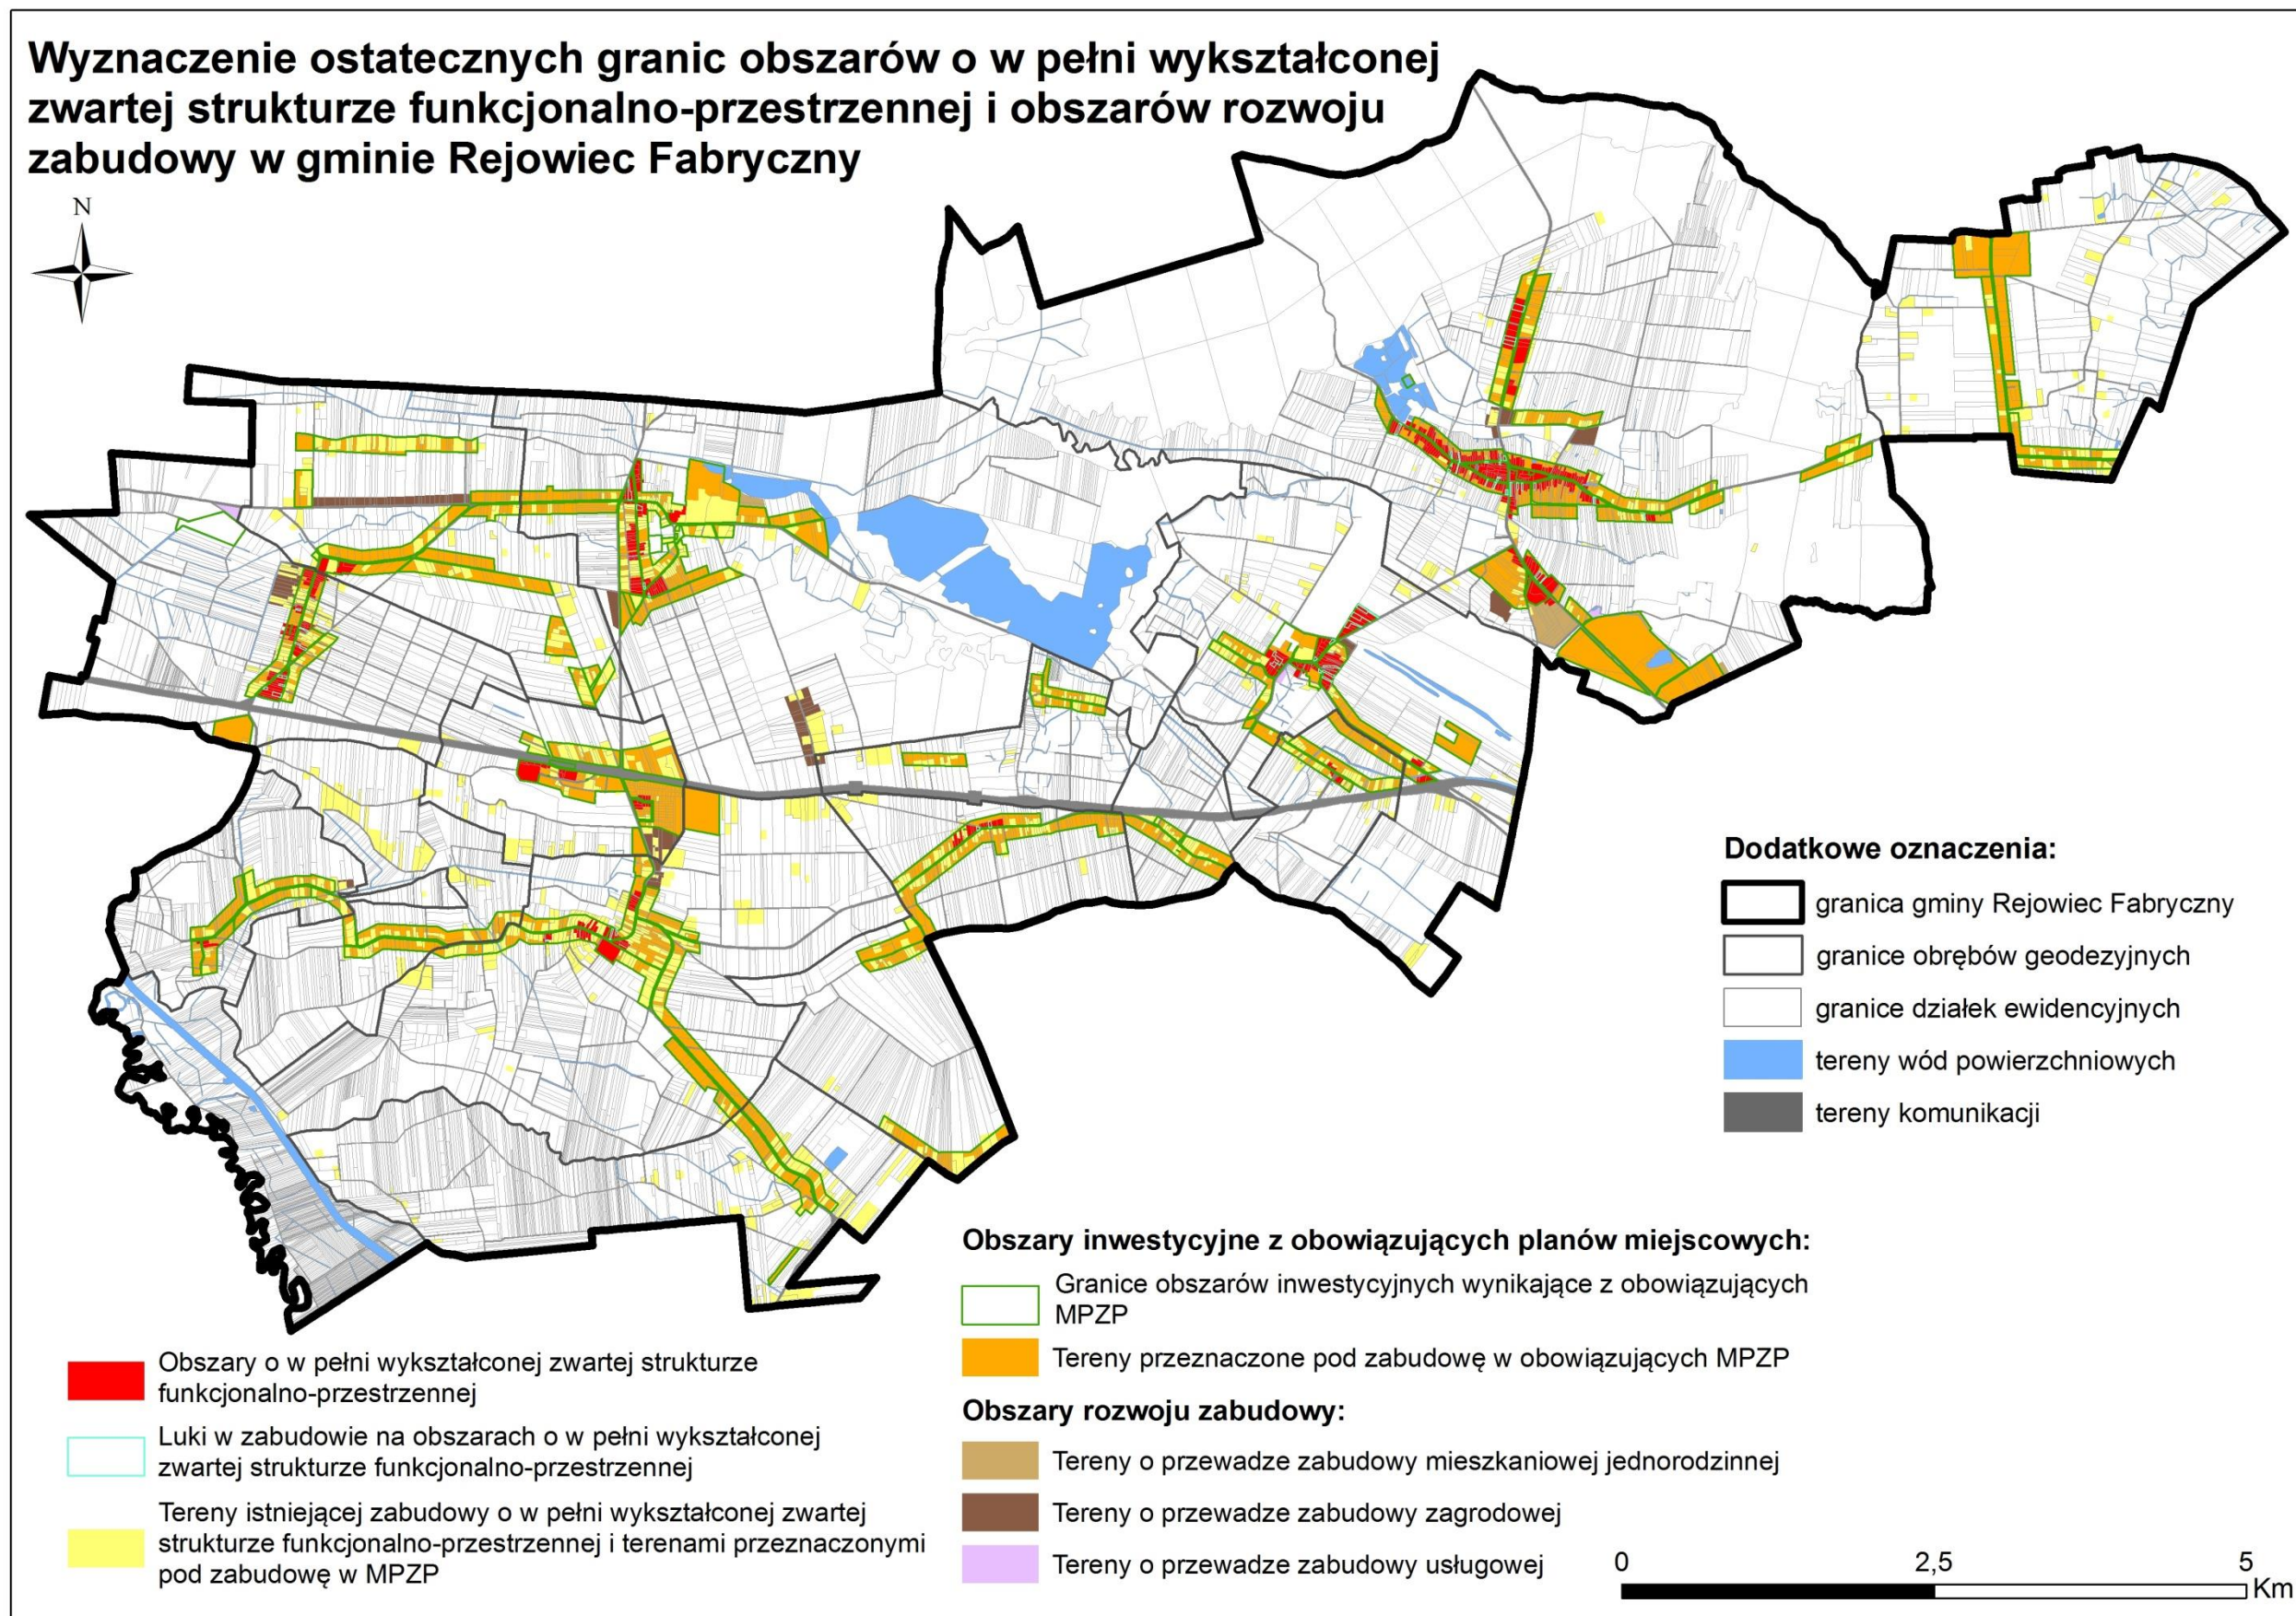 Wyznaczenie ostatecznych granic obszarów o w pełni wykształconej
zwartej strukturze funkcjonalno-przestrzennej i obszarów rozwoju
zabudowy w gminie Rejowiec Fabryczny
N
Dodatkowe oznaczenia:
granica gminy Rejowiec Fabryczny
granice obrębów geodezyjnych
granice działek ewidencyjnych
tereny wód powierzchniowych
tereny komunikacji
Obszary o w pełni wykształconej zwartej strukturze
funkcjonalno-przestrzennej
Luki w zabudowie na obszarach o w pełni wykształconej
zwartej strukturze funkcjonalno-przestrzennej
Tereny istniejącej zabudowy o w pełni wykształconej zwartej
strukturze funkcjonalno-przestrzennej i terenami przeznaczonymi
pod zabudowę w MPZP
Obszary inwestycyjne z obowiązujących planów miejscowych:
Granice obszarów inwestycyjnych wynikające z obowiązujących
MPZP
Tereny przeznaczone pod zabudowę w obowiązujących MPZP
Obszary rozwoju zabudowy:
Tereny o przewadze zabudowy mieszkaniowej jednorodzinnej
Tereny o przewadze zabudowy zagrodowej
Tereny o przewadze zabudowy usługowej
0 2,5 5
Km